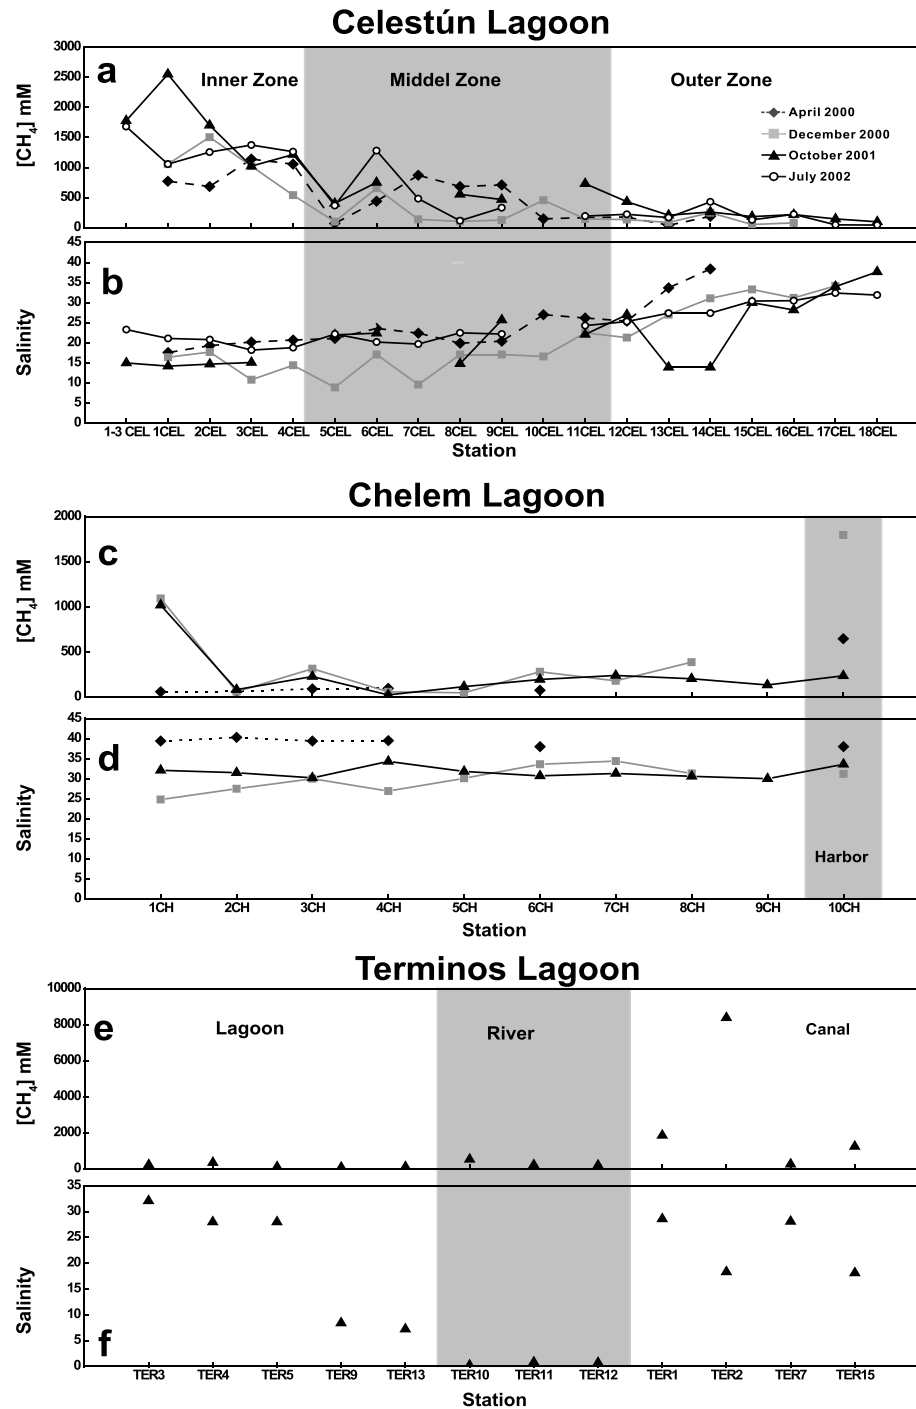 Celestún Lagoon
3000
2500
2000
1500
1000
500
0
[CH4] mM
a
Inner Zone
Middel Zone
Outer Zone
April 2000
December 2000
October 2001
July 2002
45
40
35
30
25
20
15
10
5
0
Salinity
b
1-3 CEL 1CEL 2CEL 3CEL 4CEL 5CEL 6CEL 7CEL 8CEL 9CEL 10CEL 11CEL 12CEL 13CEL 14CEL 15CEL 16CEL 17CEL 18CEL
Station
Chelem Lagoon
2000
1500
1000
500
0
[CH4] mM
c
45
40
35
30
25
20
15
10
5
0
Salinity
d
Harbor
1CH 2CH 3CH 4CH 5CH 6CH 7CH 8CH 9CH 10CH
Station
Terminos Lagoon
10000
8000
6000
4000
2000
0
[CH4] mM
e
Lagoon
River
Canal
35
30
25
20
15
10
5
0
Salinity
f
TER3 TER4 TER5 TER9 TER13 TER10 TER11 TER12 TER1 TER2 TER7 TER15
Station